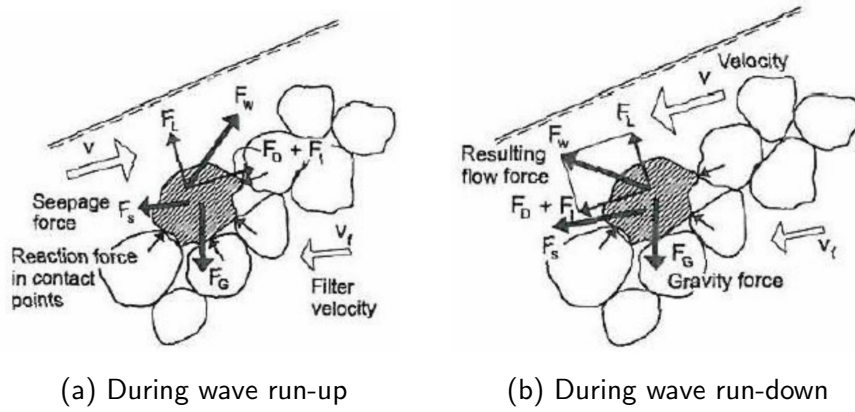 v
F_L
F_W
F_D + F_I
Seepage
force
F_S
Reaction force
in contact
points
F_G
v_f
Filter
velocity
v
Velocity
F_L
F_W
Resulting
flow force
F_D + F_I
F_S
F_G
Gravity force
v_f
(a) During wave run-up
(b) During wave run-down